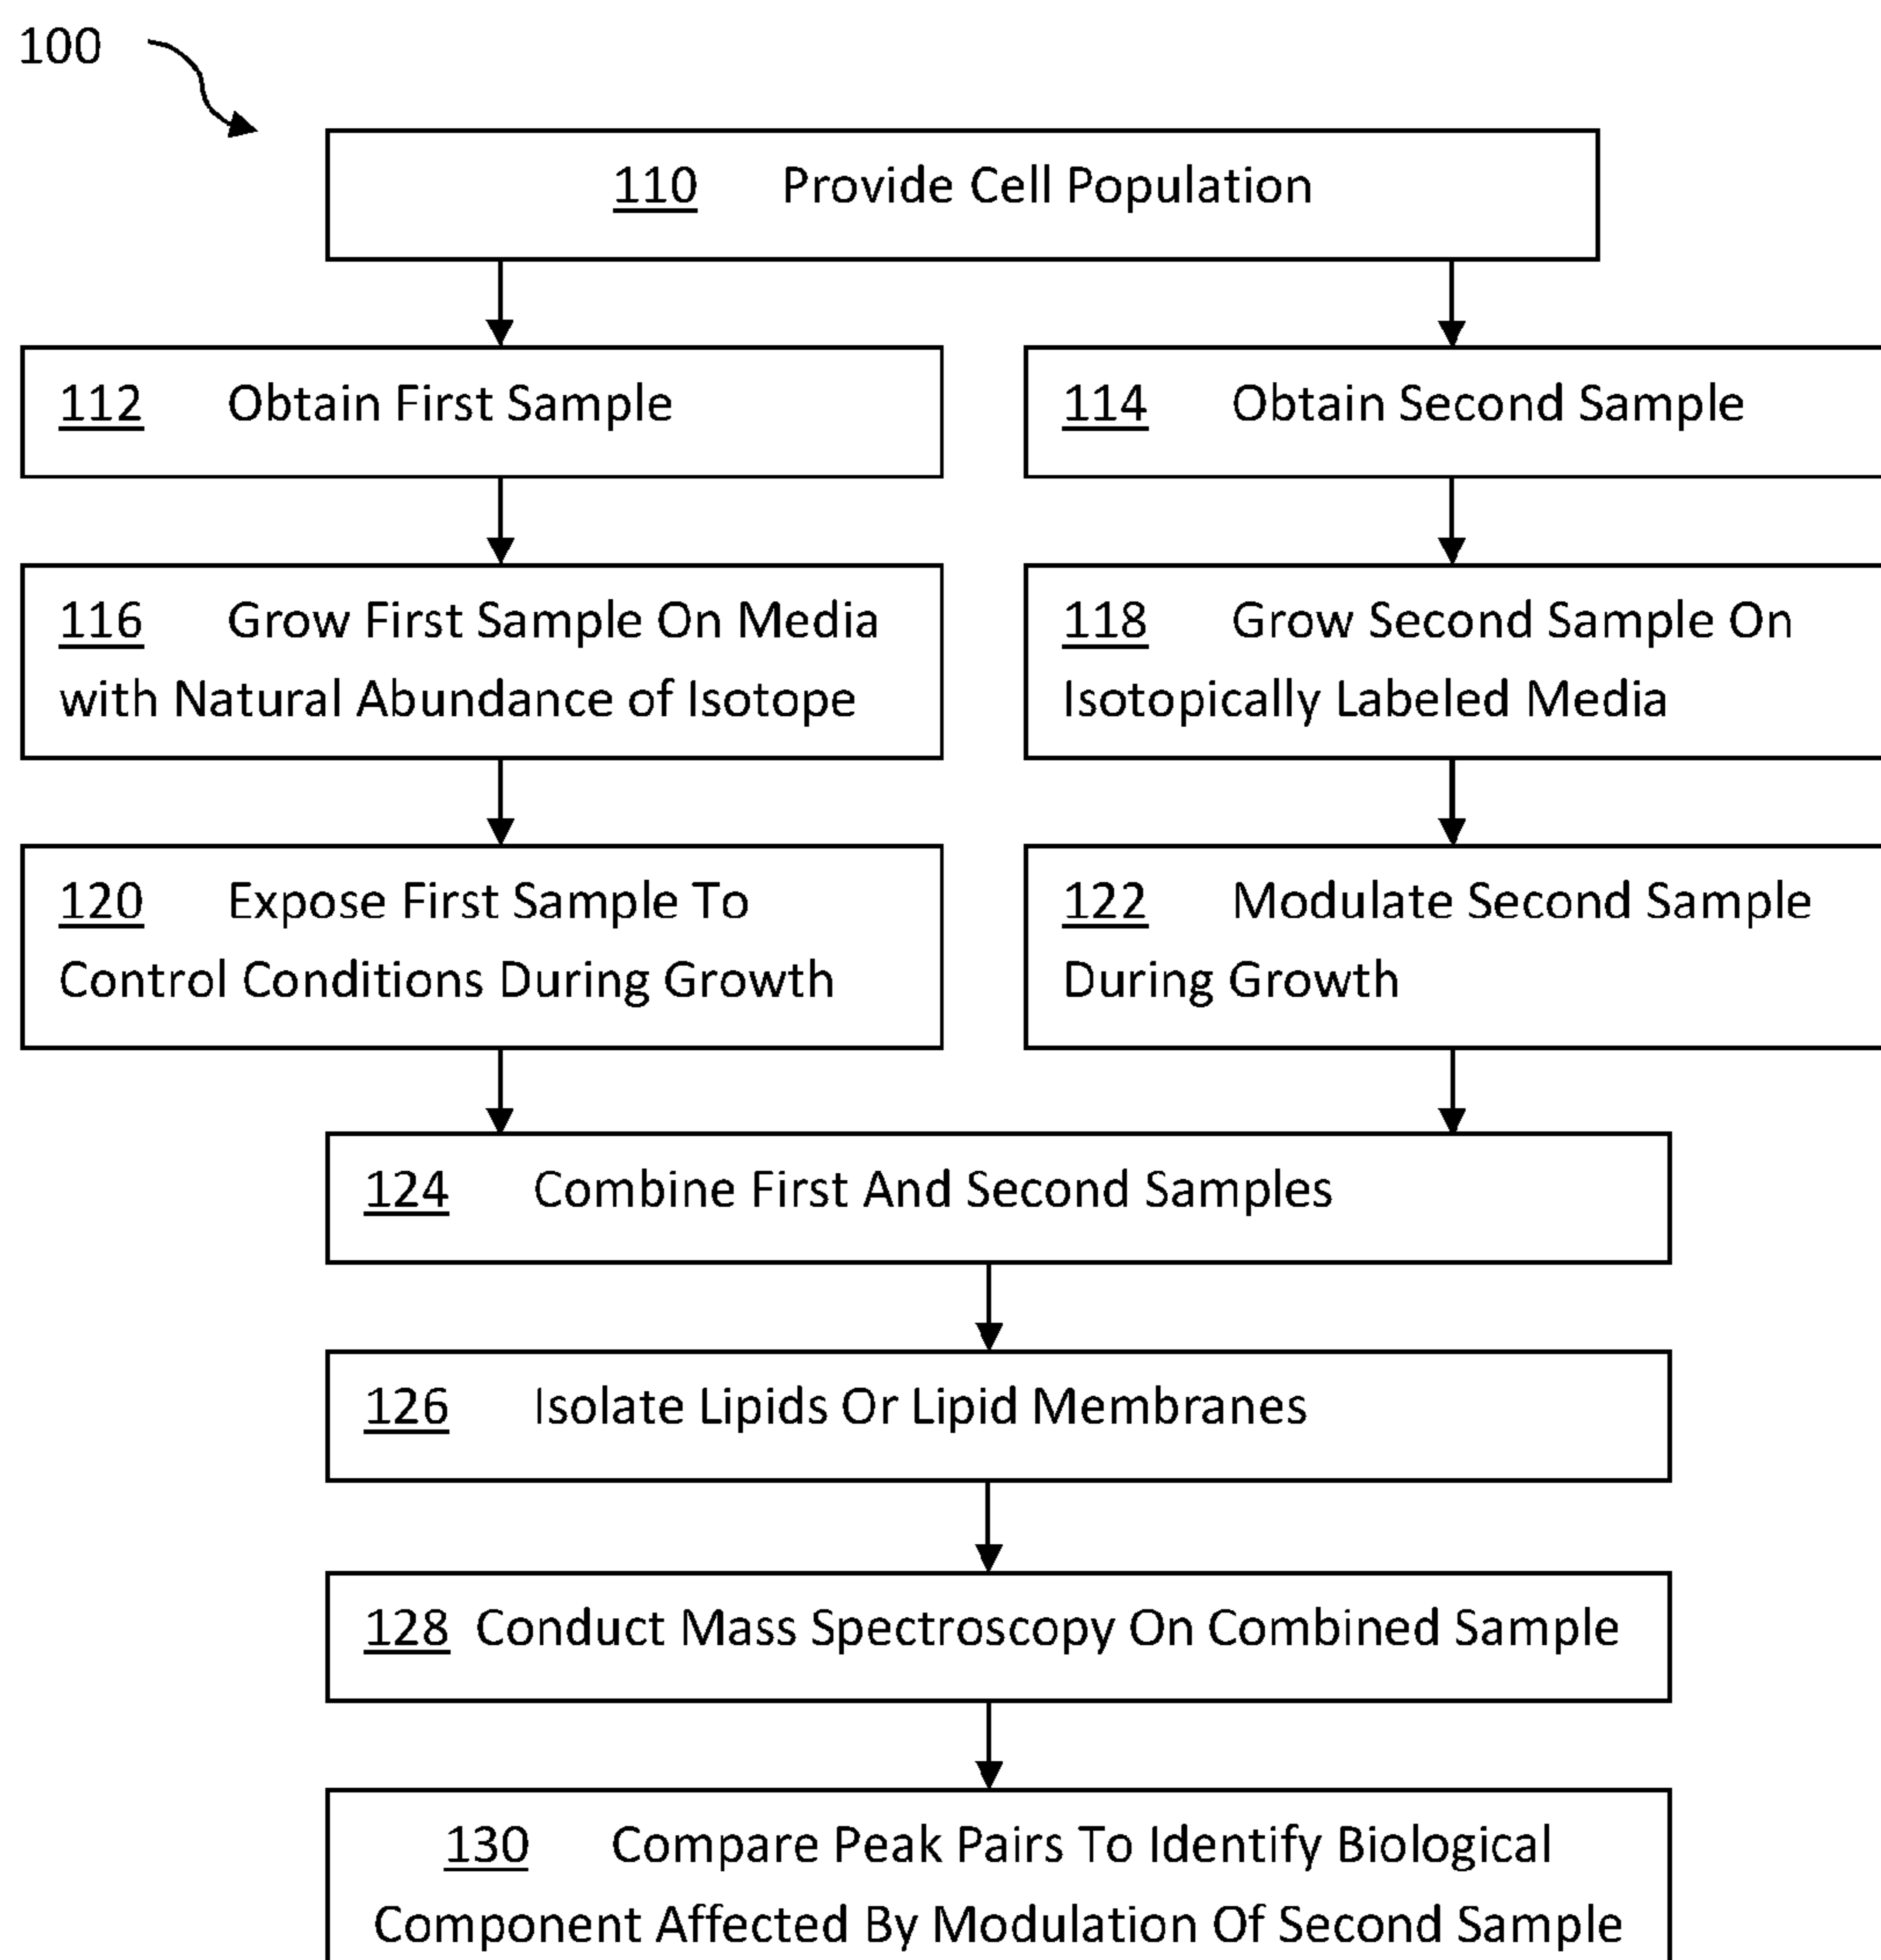 100
110 Provide Cell Population
112 Obtain First Sample
114 Obtain Second Sample
116 Grow First Sample On Media
with Natural Abundance of Isotope
118 Grow Second Sample On
Isotopically Labeled Media
120 Expose First Sample To
Control Conditions During Growth
122 Modulate Second Sample
During Growth
124 Combine First And Second Samples
126 Isolate Lipids Or Lipid Membranes
128 Conduct Mass Spectroscopy On Combined Sample
130 Compare Peak Pairs To Identify Biological
Component Affected By Modulation Of Second Sample